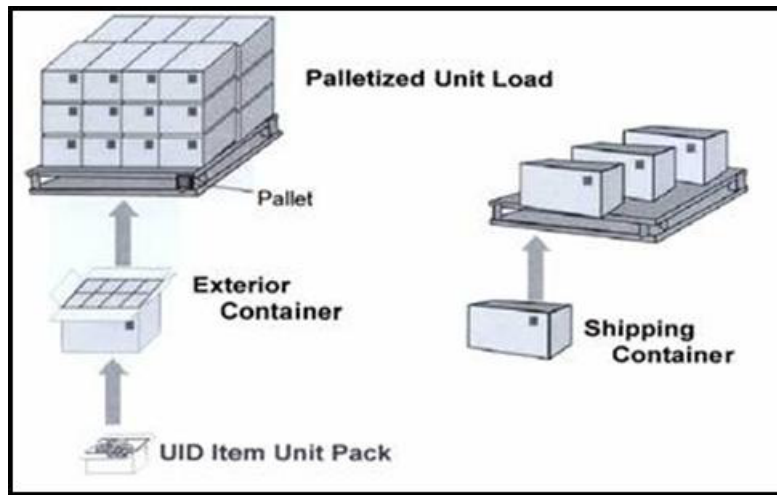 Palletized Unit Load
Pallet
Exterior
Container
Shipping
Container
UID Item Unit Pack